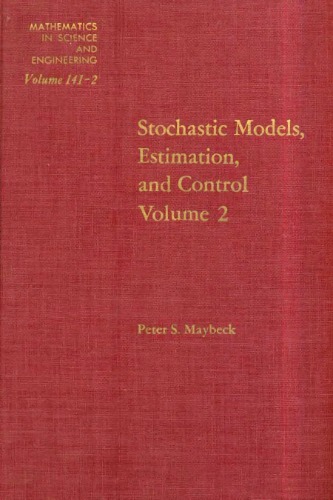 MATHEMATICS
IN SCIENCE
AND
ENGINEERING
Volume 141-2
Stochastic Models,
Estimation,
and Control
Volume 2
Peter S. Maybeck